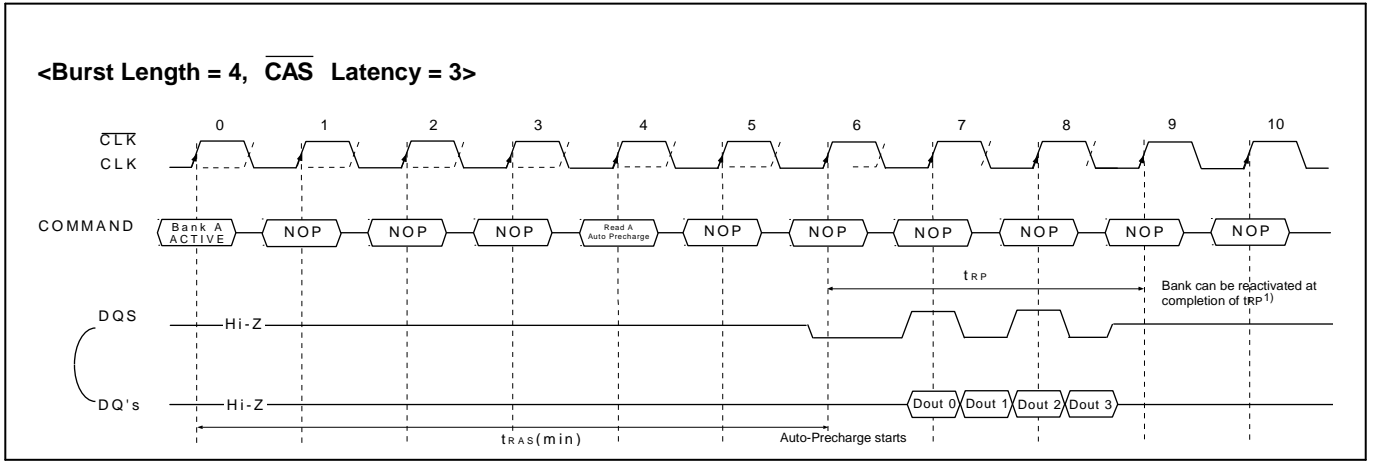 <Burst Length = 4, CAS Latency = 3>
0 1 2 3 4 5 6 7 8 9 10
CLK
CLK
COMMAND
Bank A
ACTIVE
NOP
NOP
NOP
Read A
Auto Precharge
NOP
NOP
NOP
NOP
NOP
NOP
tRP
Bank can be reactivated at
completion of tRP1)
DQS
Hi-Z
DQ's
Hi-Z
Dout 0 Dout 1 Dout 2 Dout 3
tRAS(min)
Auto-Precharge starts